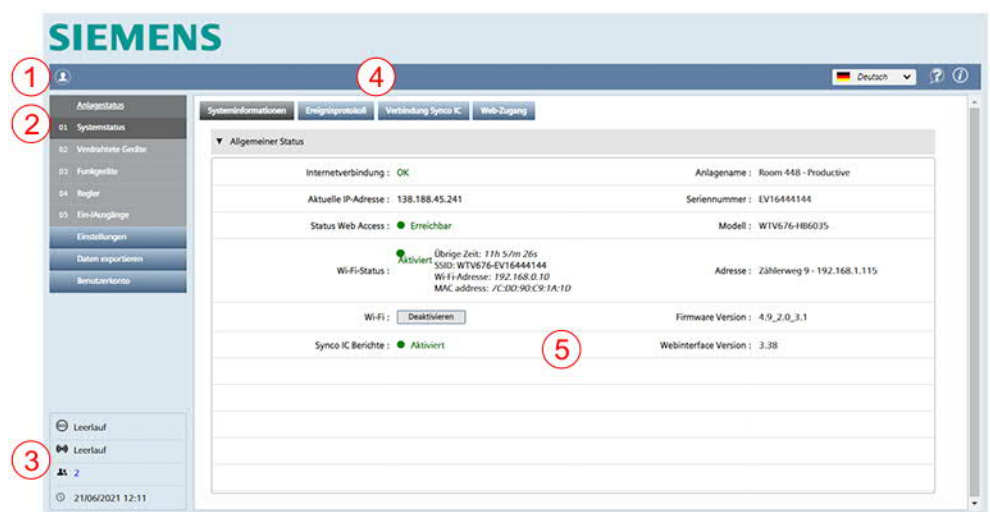 SIEMENS
1
4
Deutsch
2
Anlagestatus
01 Systemstatus
02 Verdrahtete Geräte
03 Funkgeräte
04 Regler
05 Ein-/Ausgänge
Einstellungen
Daten exportieren
Benutzerkonto
Systeminformationen Ereignisprotokoll Verbindung Synco IC Web-Zugang
▼ Allgemeiner Status
Internetverbindung : OK Anlagename : Room 448 - Productive
Aktuelle IP-Adresse : 138.188.45.241 Seriennummer : EV16444144
Status Web Access : Erreichbar Modell : WTV676-HB6035
Wi-Fi-Status : Aktiviert
Übrige Zeit: 11h 57m 26s
SSID: WTV676-EV16444144
Wi-Fi-Adresse: 192.168.0.10
MAC address: 7C:DD:90:C9:1A:1D
Adresse : Zählerweg 9 - 192.168.1.115
Wi-Fi : Deaktivieren Firmware Version : 4.9_2.0_3.1
Synco IC Berichte : Aktiviert Webinterface Version : 3.38
5
3
Leerlauf
Leerlauf
2
21/06/2021 12:11